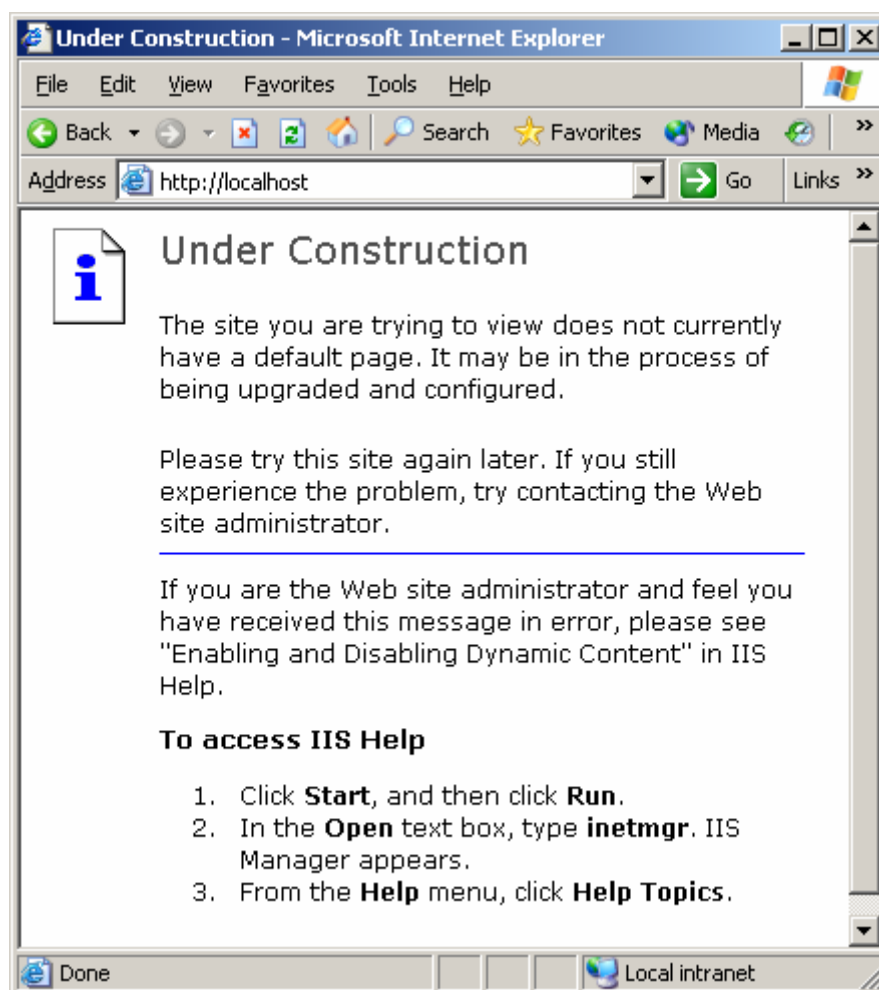 Under Construction - Microsoft Internet Explorer
File Edit View Favorites Tools Help
Back Search Favorites Media »
Address http://localhost Go Links »
i
Under Construction
The site you are trying to view does not currently
have a default page. It may be in the process of
being upgraded and configured.
Please try this site again later. If you still
experience the problem, try contacting the Web
site administrator.
If you are the Web site administrator and feel you
have received this message in error, please see
"Enabling and Disabling Dynamic Content" in IIS
Help.
To access IIS Help
1. Click Start, and then click Run.
2. In the Open text box, type inetmgr. IIS
Manager appears.
3. From the Help menu, click Help Topics.
Done Local intranet